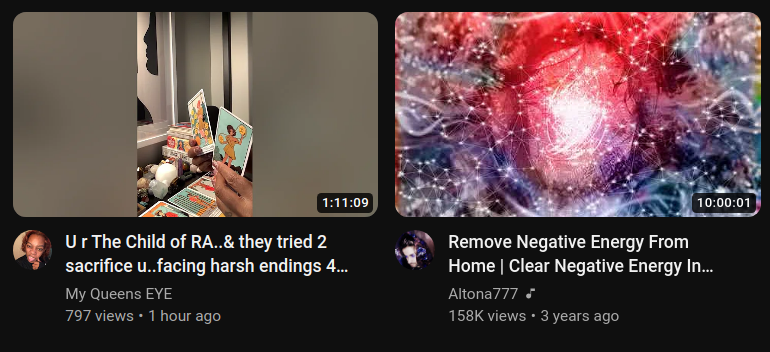 1:11:09
10:00:01
U r The Child of RA..& they tried 2
sacrifice u..facing harsh endings 4...
My Queens EYE
797 views • 1 hour ago
Remove Negative Energy From
Home | Clear Negative Energy In...
Altona777
158K views • 3 years ago